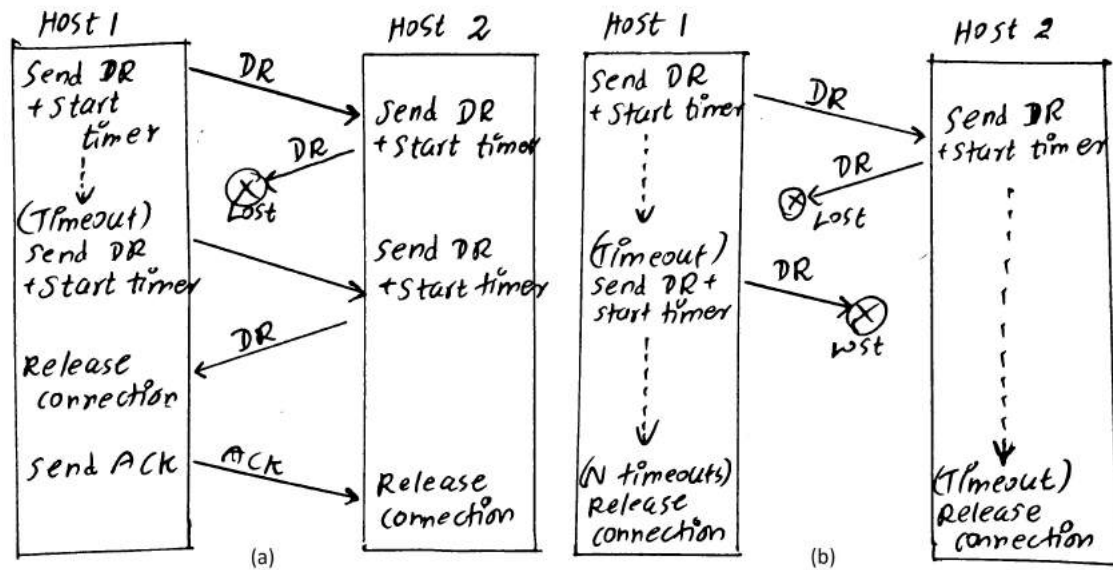 HOST 1
Send DR
+ Start
timer
(Timeout)
Send DR
+ Start timer
Release
connection
Send ACK
DR
DR
LOST
DR
ACK
HOST 2
Send DR
+ Start timer
Send DR
+ Start timer
Release
connection
(a)
HOST 1
Send DR
+ Start timer
(Timeout)
Send DR +
start timer
(N timeouts)
Release
connection
DR
DR
LOST
DR
LOST
HOST 2
Send DR
+ Start timer
(Timeout)
Release
connection
(b)